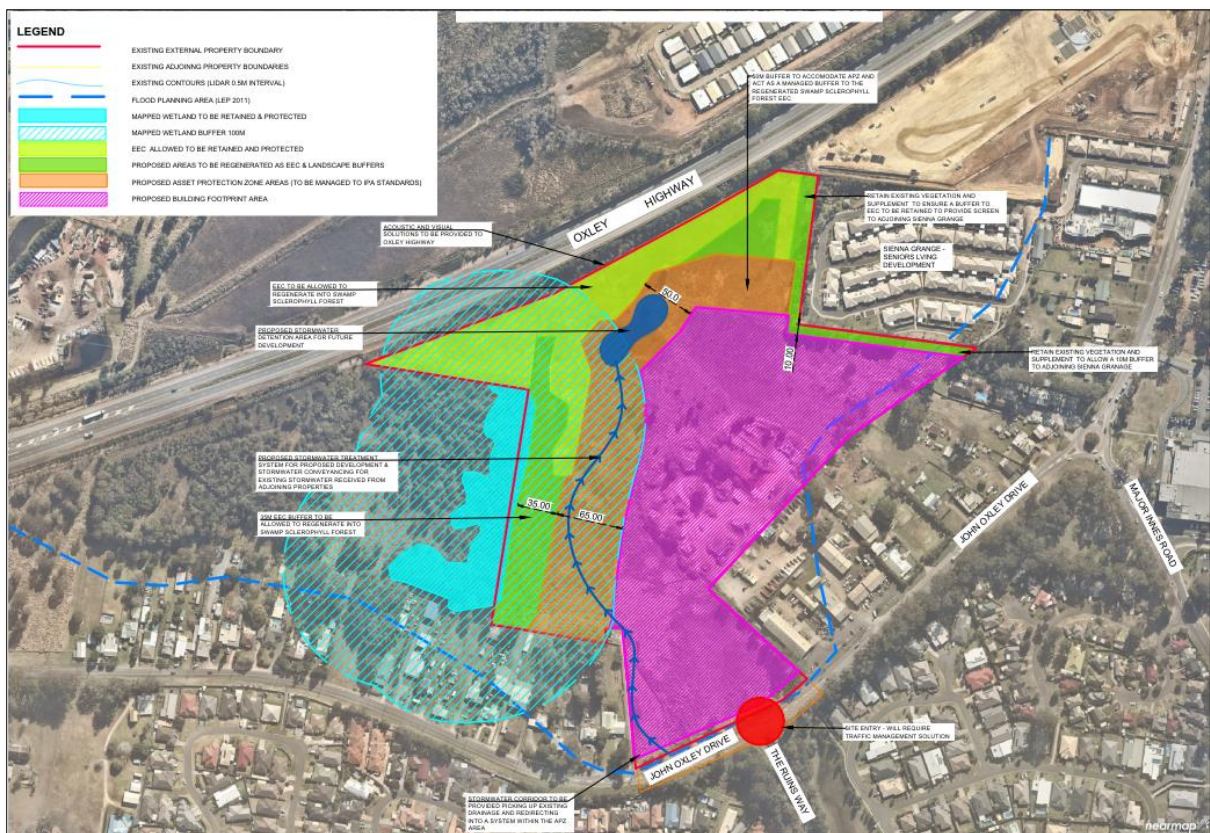 LEGEND
EXISTING EXTERNAL PROPERTY BOUNDARY
EXISTING ADJOINNG PROPERTY BOUNDARIES
EXISTING CONTOURS (LIDAR 0.5M INTERVAL)
FLOOD PLANNING AREA (LEP 2011)
MAPPED WETLAND TO BE RETAINED & PROTECTED
MAPPED WETLAND BUFFER 100M
EEC ALLOWED TO BE RETAINED AND PROTECTED
PROPOSED AREAS TO BE REGENERATED AS EEC & LANDSCAPE BUFFERS
PROPOSED ASSET PROTECTION ZONE AREAS (TO BE MANAGED TO IPA STANDARDS)
PROPOSED BUILDING FOOTPRINT AREA
50M BUFFER TO ACCOMODATE APZ AND
ACT AS A MANAGED BUFFER TO THE
REGENERATED SWAMP SCLEROPHYLL
FOREST EEC
OXLEY HIGHWAY
RETAIN EXISTING VEGETATION AND
SUPPLEMENT TO ENSURE A BUFFER TO
EEC TO BE RETAINED TO PROVIDE SCREEN
TO ADJOINING SIENNA GRANGE
ACOUSTIC AND VISUAL
SOLUTIONS TO BE PROVIDED TO
OXLEY HIGHWAY
SIENNA GRANGE -
SENIORS LVING
DEVELOPMENT
EEC TO BE ALLOWED TO
REGENERATE INTO SWAMP
SCLEROPHYLL FOREST
50.0
PROPOSED STORMWATER
DETENTION AREA FOR FUTURE
DEVELOPMENT
10.00
RETAIN EXISTING VEGETATION AND
SUPPLEMENT TO ALLOW A 10M BUFFER
TO ADJOINING SIENNA GRANAGE
PROPOSED STORMWATER TREATMENT
SYSTEM FOR PROPOSED DEVELOPMENT &
STORMWATER CONVEYANCING FOR
EXISTING STORMWATER RECEIVED FROM
ADJOINING PROPERTIES
35.00
65.00
35M EEC BUFFER TO BE
ALLOWED TO REGENERATE INTO
SWAMP SCLEROPHYLL FOREST
JOHN OXLEY DRIVE
MAJOR INNES ROAD
SITE ENTRY - WILL REQUIRE
TRAFFIC MANAGEMENT SOLUTION
JOHN OXLEY DRIVE
THE RUINS WAY
STORMWATER CORRIDOR TO BE
PROVIDED PICKING UP EXISTING
DRAINAGE AND REDIRECTING
INTO A SYSTEM WITHIN THE APZ
AREA
nearmap